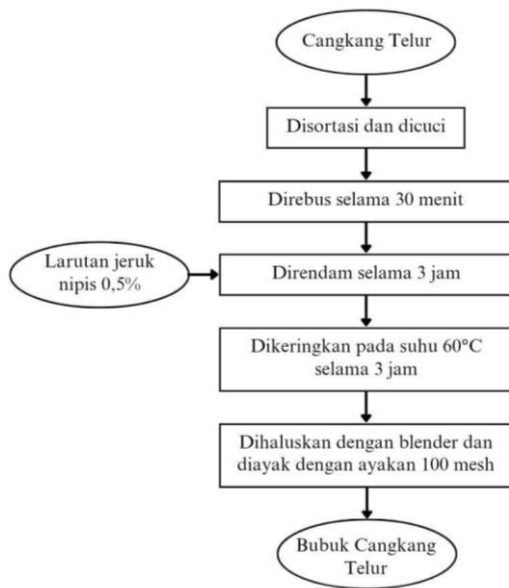 Cangkang Telur
Disortasi dan dicuci
Direbus selama 30 menit
Larutan jeruk
nipis 0,5%
Direndam selama 3 jam
Dikeringkan pada suhu 60°C
selama 3 jam
Dihaluskan dengan blender dan
diayak dengan ayakan 100 mesh
Bubuk Cangkang
Telur